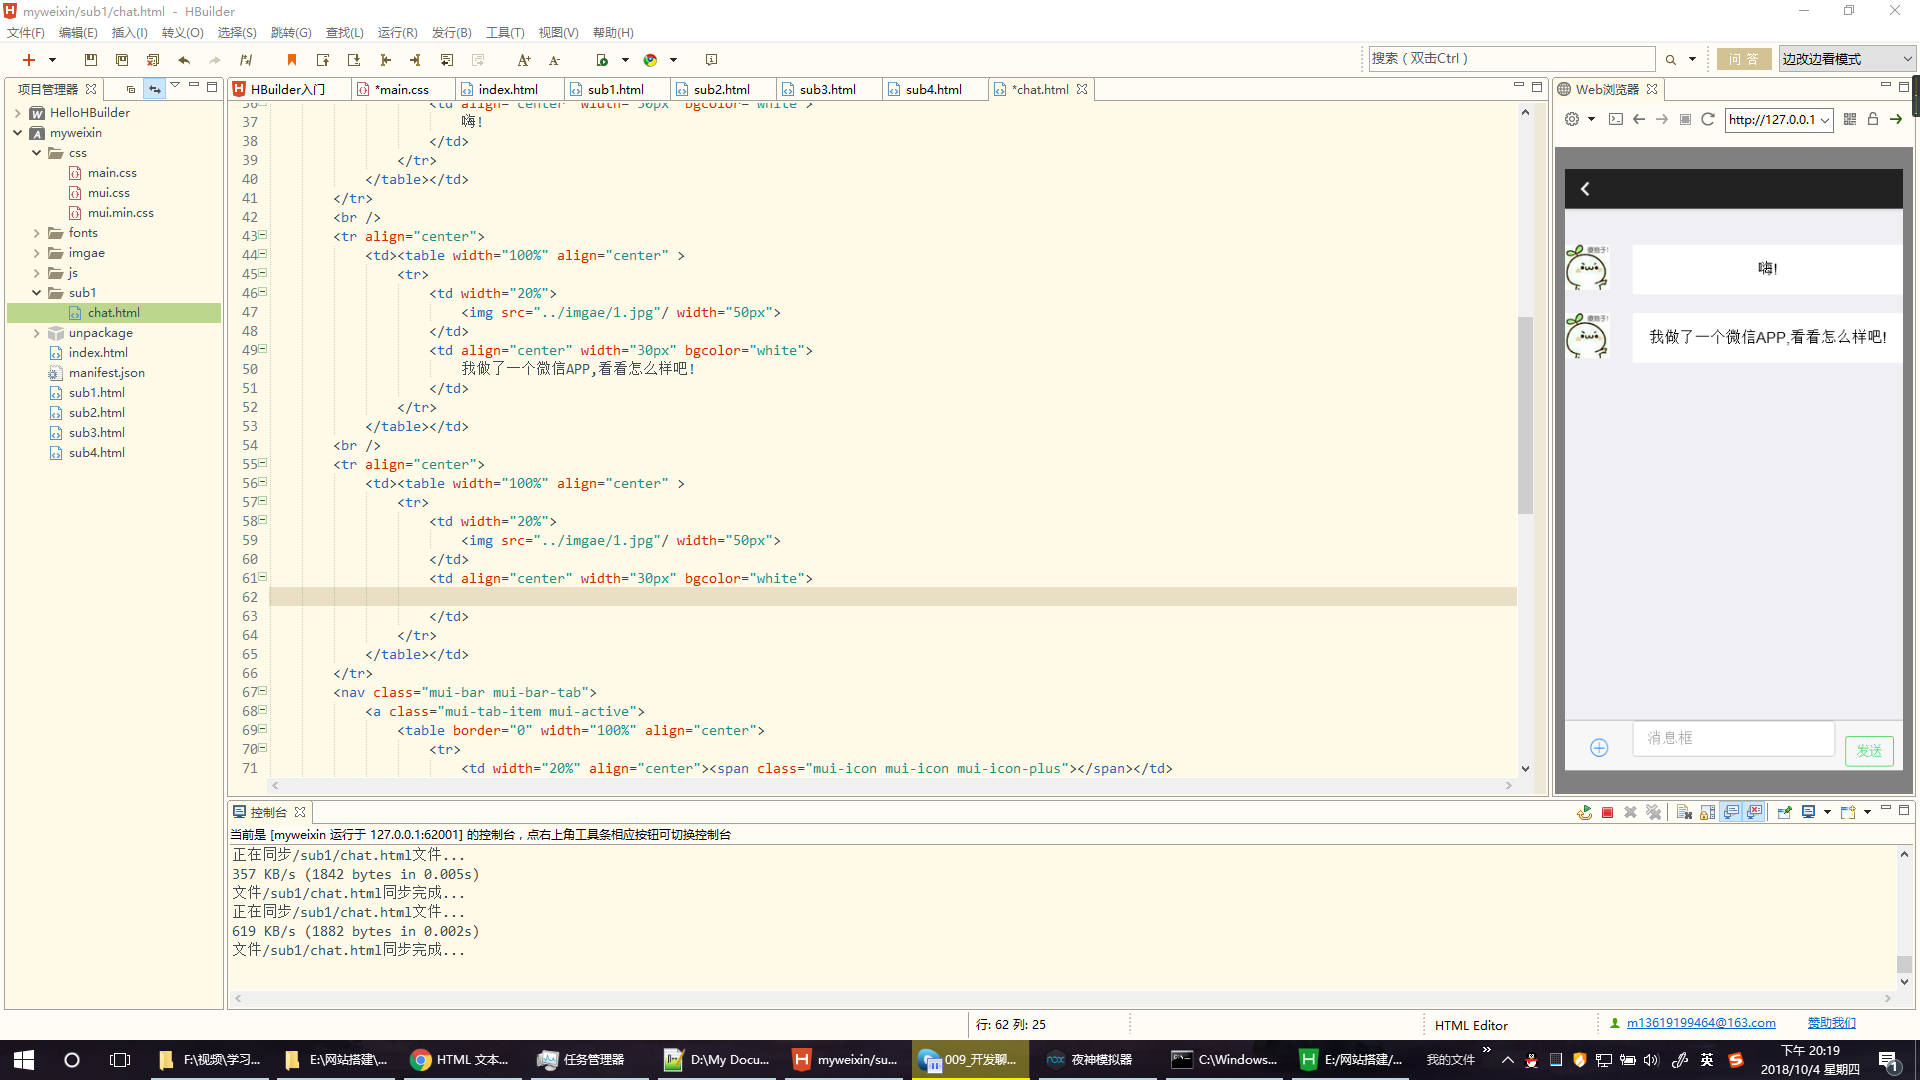 myweixin/sub1/chat.html - HBuilder
文件(F) 编辑(E) 插入(I) 转义(O) 选择(S) 跳转(G) 查找(L) 运行(R) 发行(B) 工具(T) 视图(V) 帮助(H)
搜索（双击Ctrl）
问 答
边改边看模式
项目管理器
HelloHBuilder
myweixin
css
main.css
mui.css
mui.min.css
fonts
imgae
js
sub1
chat.html
unpackage
index.html
manifest.json
sub1.html
sub2.html
sub3.html
sub4.html
HBuilder入门 *main.css index.html sub1.html sub2.html sub3.html sub4.html *chat.html
36 <td align="center" width="30px" bgcolor="white">
37 嗨!
38 </td>
39 </tr>
40 </table></td>
41 </tr>
42 <br />
43 <tr align="center">
44 <td><table width="100%" align="center" >
45 <tr>
46 <td width="20%">
47 <img src="../imgae/1.jpg"/ width="50px">
48 </td>
49 <td align="center" width="30px" bgcolor="white">
50 我做了一个微信APP,看看怎么样吧!
51 </td>
52 </tr>
53 </table></td>
54 <br />
55 <tr align="center">
56 <td><table width="100%" align="center" >
57 <tr>
58 <td width="20%">
59 <img src="../imgae/1.jpg"/ width="50px">
60 </td>
61 <td align="center" width="30px" bgcolor="white">
62
63 </td>
64 </tr>
65 </table></td>
66 </tr>
67 <nav class="mui-bar mui-bar-tab">
68 <a class="mui-tab-item mui-active">
69 <table border="0" width="100%" align="center">
70 <tr>
71 <td width="20%" align="center"><span class="mui-icon mui-icon mui-icon-plus"></span></td>
Web浏览器
http://127.0.0.1
嗨!
我做了一个微信APP,看看怎么样吧!
消息框
发送
控制台
当前是 [myweixin 运行于 127.0.0.1:62001] 的控制台，点右上角工具条相应按钮可切换控制台
正在同步/sub1/chat.html文件...
357 KB/s (1842 bytes in 0.005s)
文件/sub1/chat.html同步完成...
正在同步/sub1/chat.html文件...
619 KB/s (1882 bytes in 0.002s)
文件/sub1/chat.html同步完成...
行: 62 列: 25
HTML Editor
m13619199464@163.com
赞助我们
F:\视频\学习... E:\网站搭建\... HTML 文本... 任务管理器 D:\My Docu... myweixin/su... 009_开发聊... 夜神模拟器 C:\Windows... E:/网站搭建/... 我的文件 英
下午 20:19
2018/10/4 星期四
1